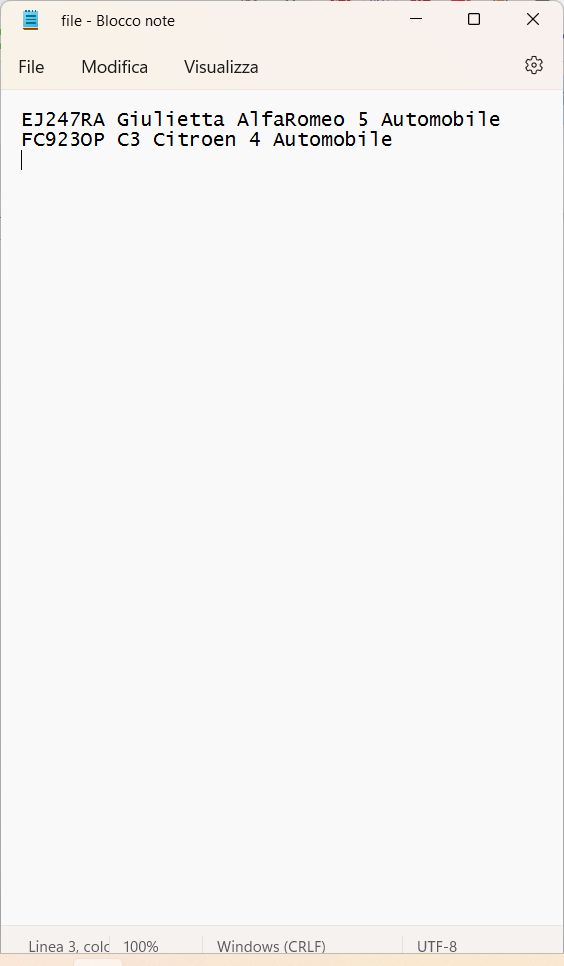 file - Blocco note
File Modifica Visualizza
EJ247RA Giulietta AlfaRomeo 5 Automobile
FC923OP C3 Citroen 4 Automobile
Linea 3, colo 100% Windows (CRLF) UTF-8